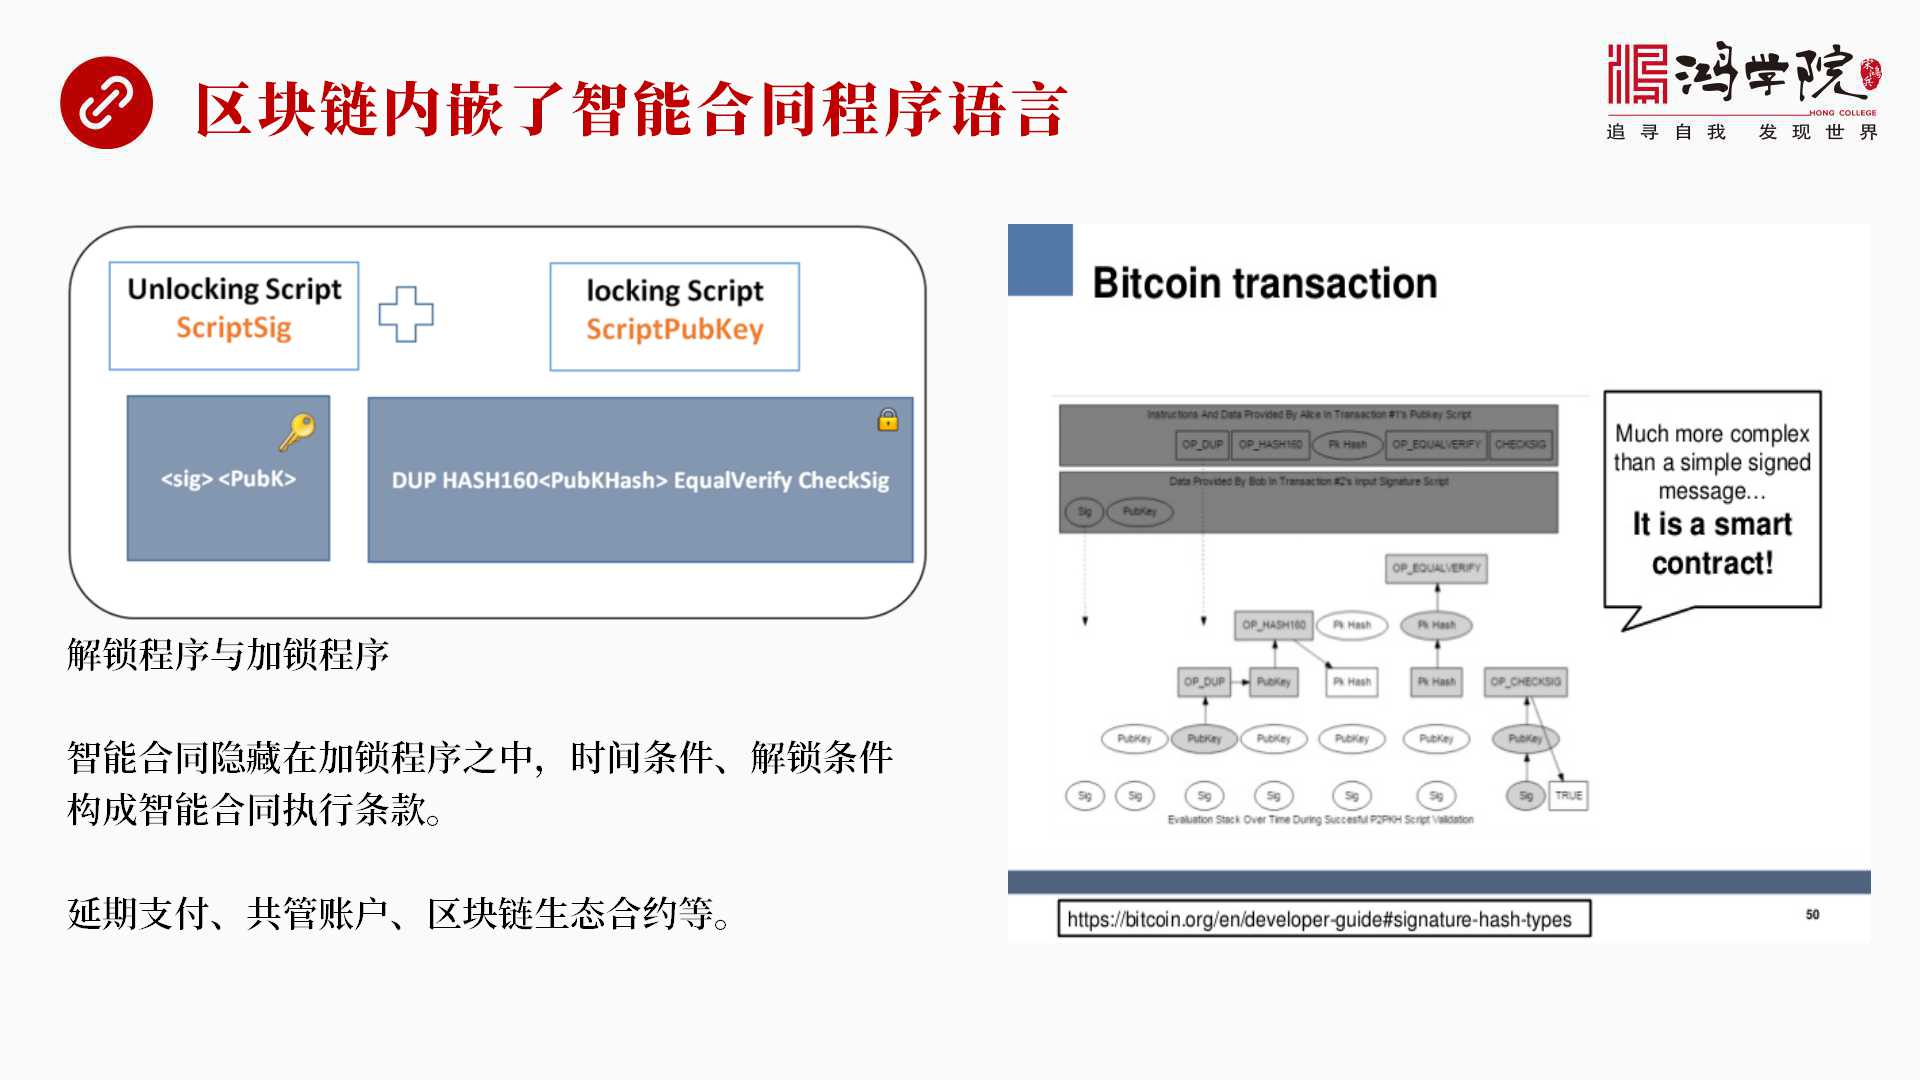 区块链内嵌了智能合同程序语言
鸿学院
HONG COLLEGE
追寻自我 发现世界
Unlocking Script
ScriptSig
locking Script
ScriptPubKey
<sig> <PubK>
DUP HASH160<PubKHash> EqualVerify CheckSig
解锁程序与加锁程序
智能合同隐藏在加锁程序之中，时间条件、解锁条件
构成智能合同执行条款。
延期支付、共管账户、区块链生态合约等。
Bitcoin transaction
Instructions And Data Provided By Alice In Transaction #1's Pubkey Script
OP_DUP OP_HASH160 Pk Hash OP_EQUALVERIFY CHECKSIG
Data Provided By Bob In Transaction #2's Input Signature Script
Sig PubKey
OP_EQUALVERIFY
OP_HASH160 Pk Hash Pk Hash
OP_DUP PubKey Pk Hash Pk Hash OP_CHECKSIG
PubKey PubKey PubKey PubKey PubKey PubKey
Sig Sig Sig Sig Sig Sig Sig TRUE
Evaluation Stack Over Time During Succesful P2PKH Script Validation
Much more complex
than a simple signed
message...
It is a smart
contract!
https://bitcoin.org/en/developer-guide#signature-hash-types
50